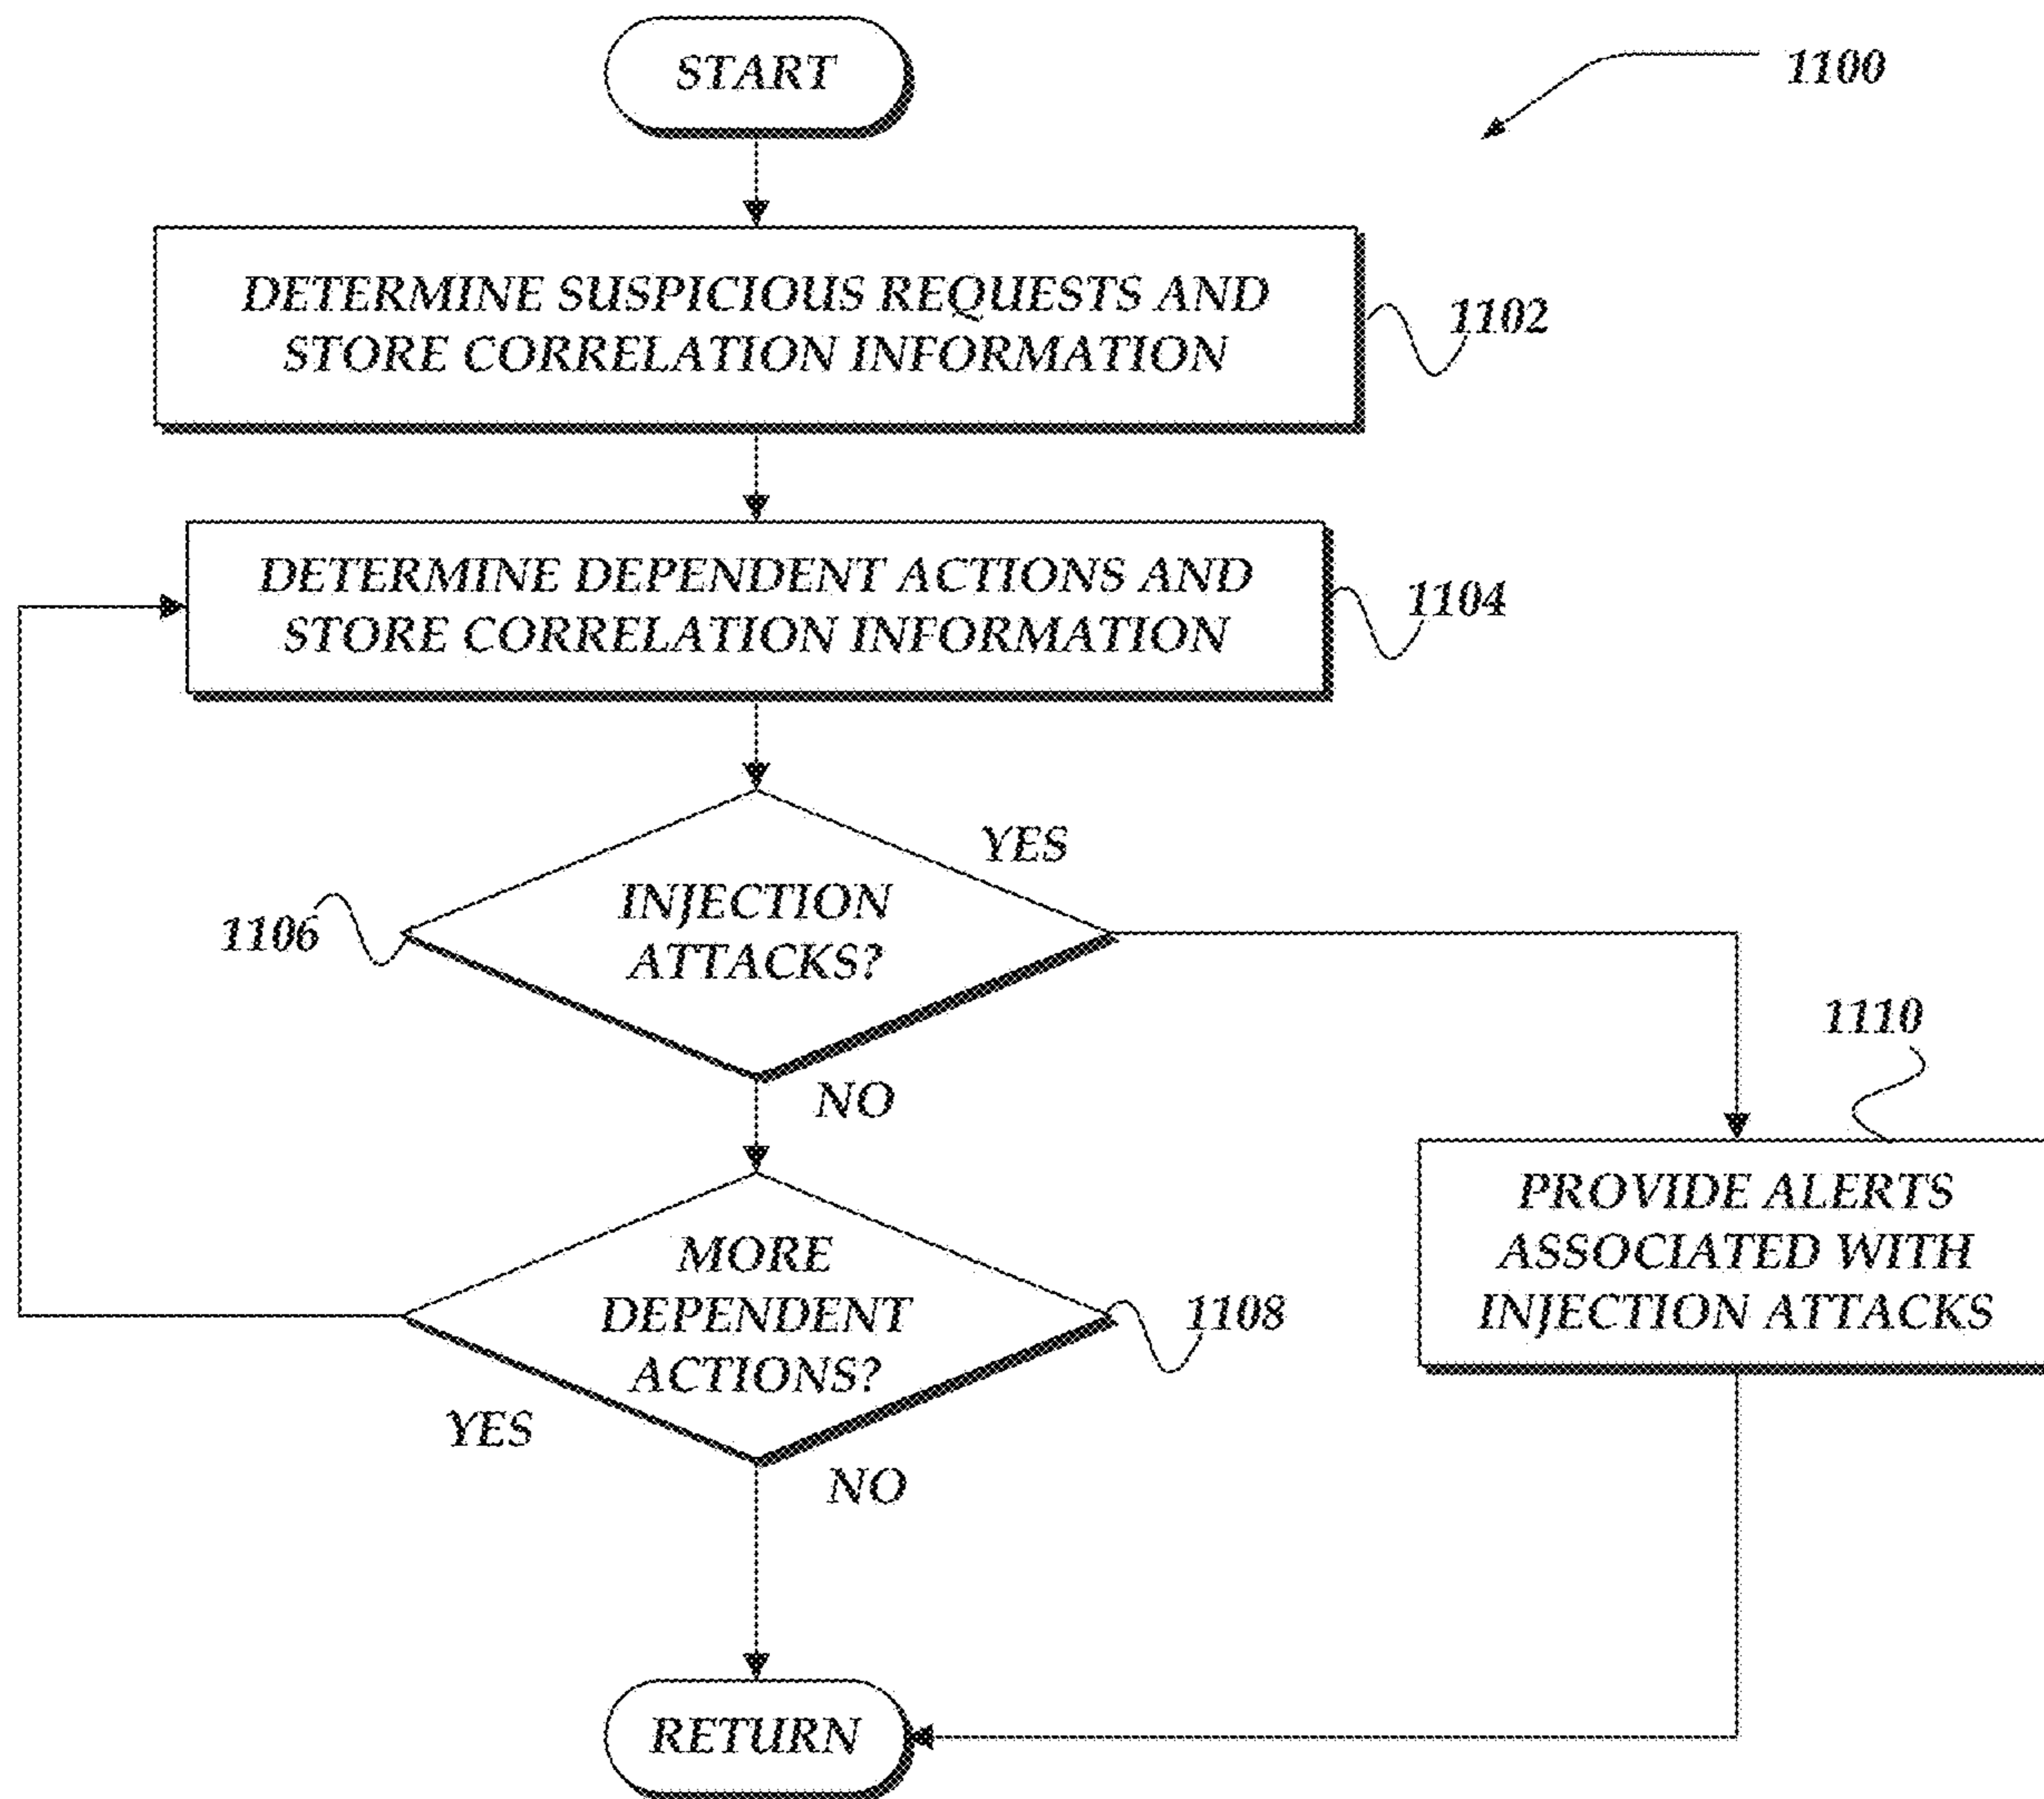 START
1100
DETERMINE SUSPICIOUS REQUESTS AND
STORE CORRELATION INFORMATION
1102
DETERMINE DEPENDENT ACTIONS AND
STORE CORRELATION INFORMATION
1104
YES
INJECTION
ATTACKS?
1106
NO
1110
PROVIDE ALERTS
ASSOCIATED WITH
INJECTION ATTACKS
MORE
DEPENDENT
ACTIONS?
1108
YES
NO
RETURN